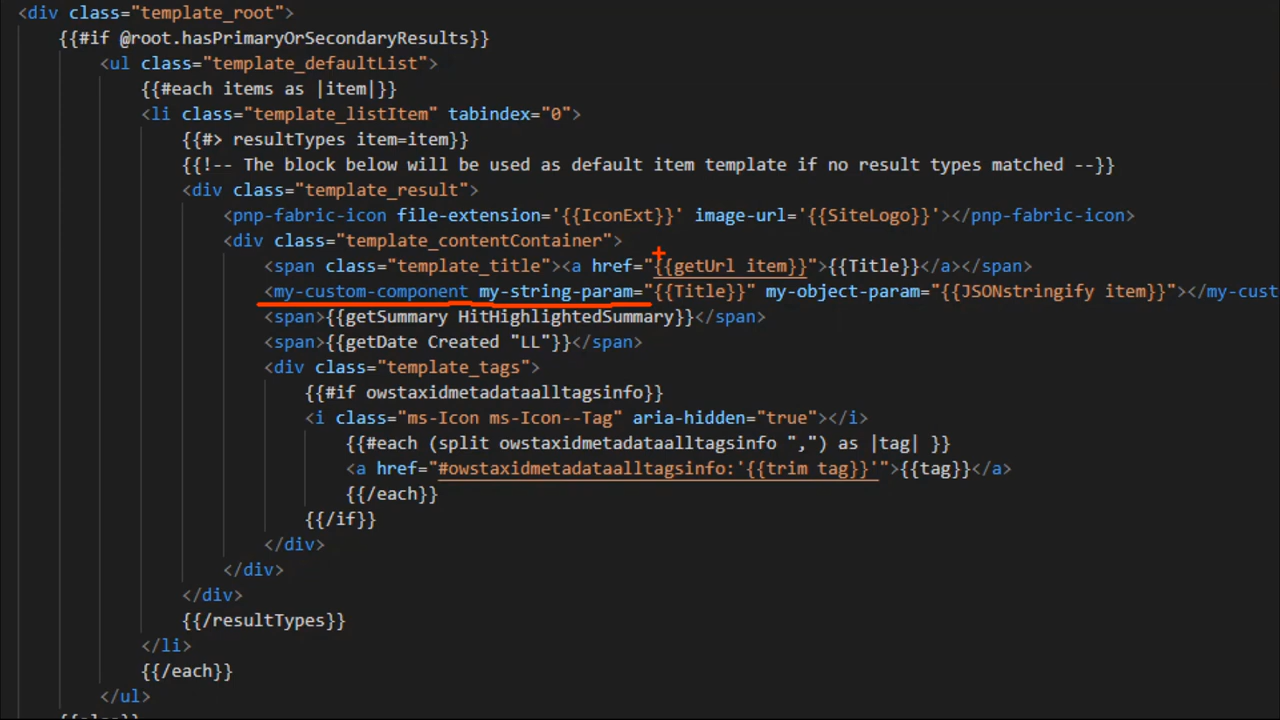 <div class="template_root">
{{#if @root.hasPrimaryOrSecondaryResults}}
<ul class="template_defaultList">
{{#each items as |item|}}
<li class="template_listItem" tabindex="0">
{{#> resultTypes item=item}}
{{!-- The block below will be used as default item template if no result types matched --}}
<div class="template_result">
<pnp-fabric-icon file-extension='{{IconExt}}' image-url='{{SiteLogo}}'></pnp-fabric-icon>
<div class="template_contentContainer">
<span class="template_title"><a href="{{getUrl item}}">{{Title}}</a></span>
<my-custom-component my-string-param="{{Title}}" my-object-param="{{JSONstringify item}}"></my-cust
<span>{{getSummary HitHighlightedSummary}}</span>
<span>{{getDate Created "LL"}}</span>
<div class="template_tags">
{{#if owstaxidmetadataalltagsinfo}}
<i class="ms-Icon ms-Icon--Tag" aria-hidden="true"></i>
{{#each (split owstaxidmetadataalltagsinfo ",") as |tag| }}
<a href="#owstaxidmetadataalltagsinfo:'{{trim tag}}'">{{tag}}</a>
{{/each}}
{{/if}}
</div>
</div>
</div>
{{/resultTypes}}
</li>
{{/each}}
</ul>
{{else}}